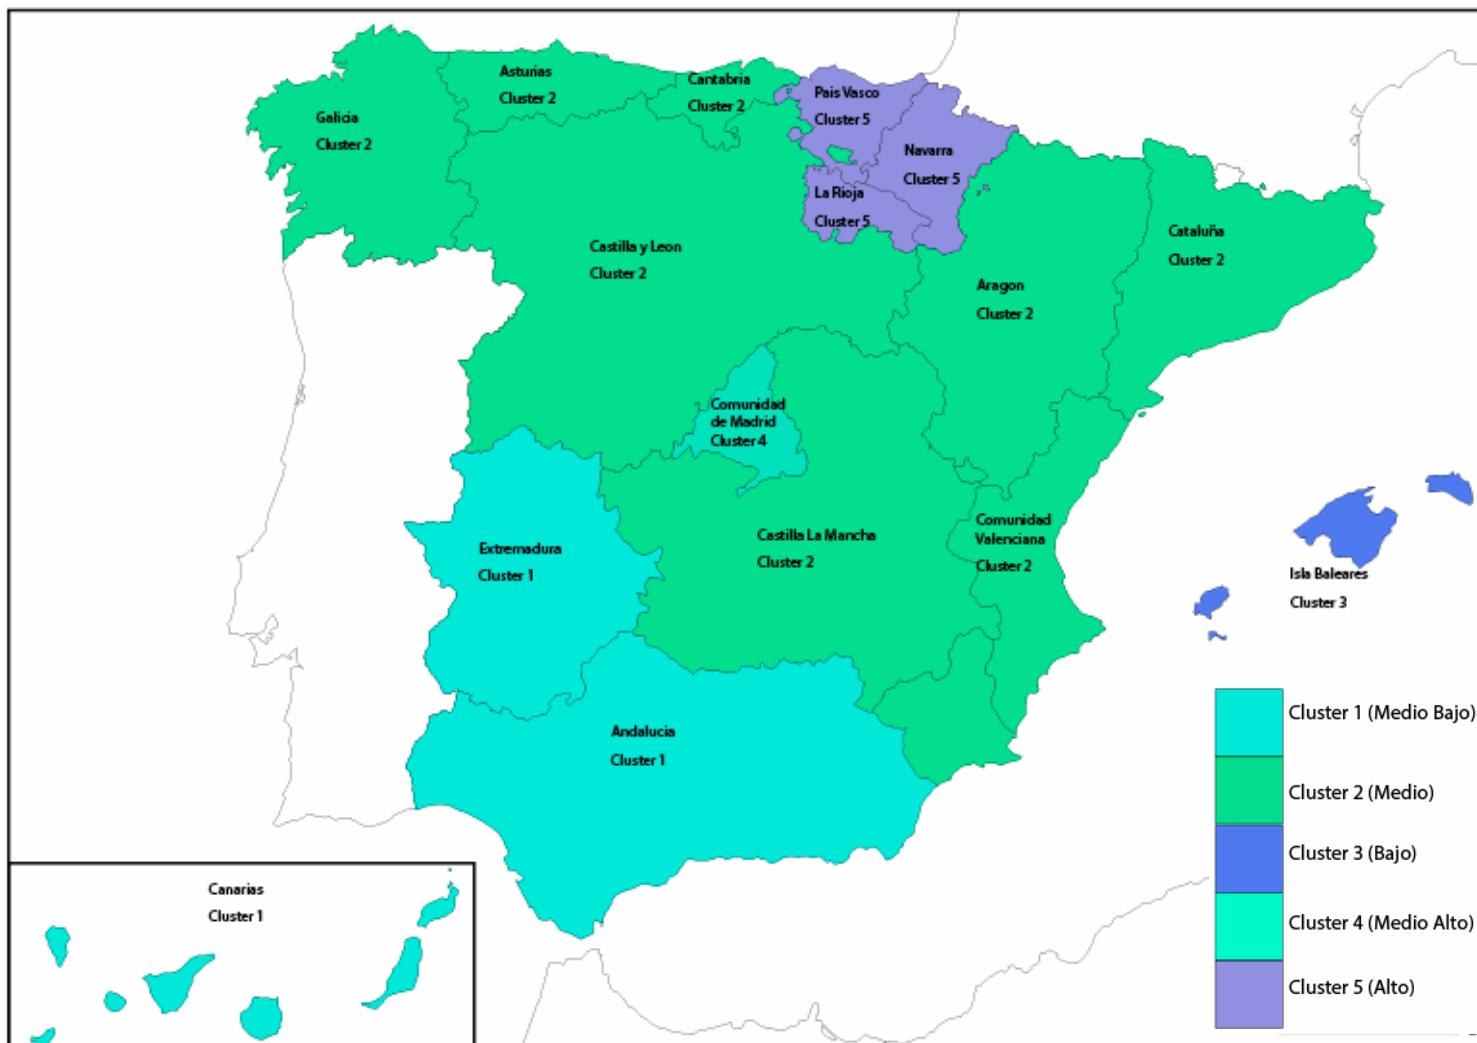 Asturias
Cluster 2
Cantabria
Cluster 2
Pais Vasco
Cluster 5
Galicia
Cluster 2
Navarra
Cluster 5
La Rioja
Cluster 5
Castilla y Leon
Cluster 2
Cataluña
Cluster 2
Aragon
Cluster 2
Comunidad
de Madrid
Cluster 4
Extremadura
Cluster 1
Castilla La Mancha
Cluster 2
Comunidad
Valenciana
Cluster 2
Isla Baleares
Cluster 3
Andalucia
Cluster 1
Canarias
Cluster 1
Cluster 1 (Medio Bajo)
Cluster 2 (Medio)
Cluster 3 (Bajo)
Cluster 4 (Medio Alto)
Cluster 5 (Alto)